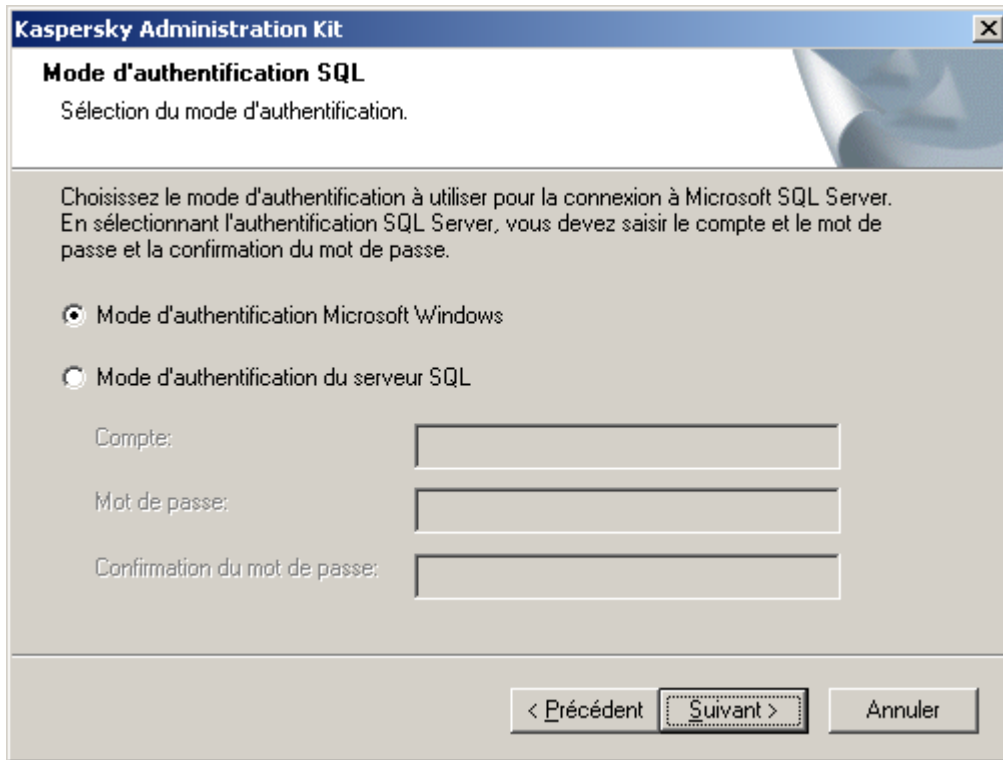 Kaspersky Administration Kit
Mode d'authentification SQL
Sélection du mode d'authentification.
Choisissez le mode d'authentification à utiliser pour la connexion à Microsoft SQL Server.
En sélectionnant l'authentification SQL Server, vous devez saisir le compte et le mot de
passe et la confirmation du mot de passe.
Mode d'authentification Microsoft Windows
Mode d'authentification du serveur SQL
Compte:
Mot de passe:
Confirmation du mot de passe:
< Précédent Suivant > Annuler